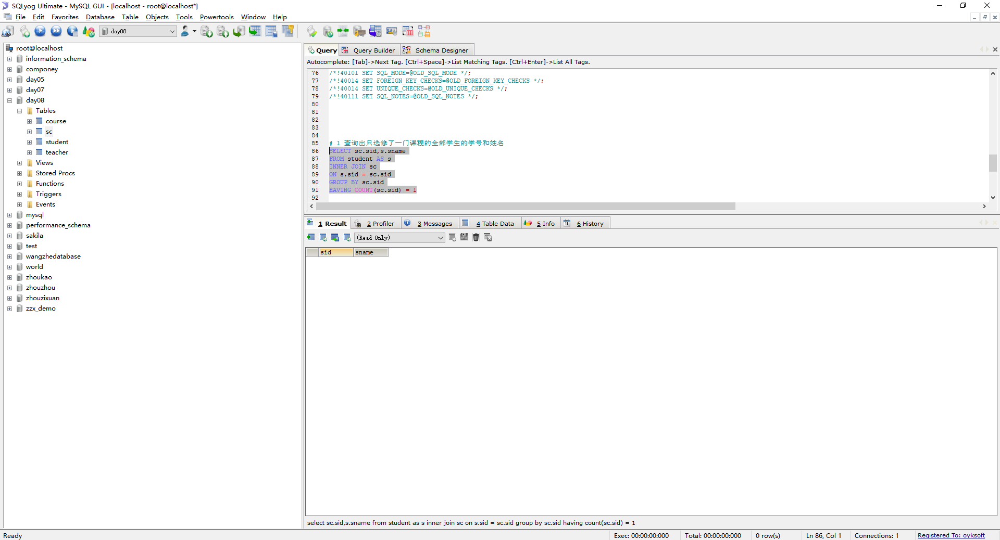 SQLyog Ultimate - MySQL GUI - [localhost - root@localhost*]
File Edit Favorites Database Table Objects Tools Powertools Window Help
day08
root@localhost
information_schema
componey
day05
day07
day08
Tables
course
sc
student
teacher
Views
Stored Procs
Functions
Triggers
Events
mysql
performance_schema
sakila
test
wangzhedatabase
world
zhoukao
zhouzhou
zhouzixuan
zzx_demo
Query Query Builder Schema Designer
Autocomplete: [Tab]->Next Tag. [Ctrl+Space]->List Matching Tags. [Ctrl+Enter]->List All Tags.
76 /*!40101 SET SQL_MODE=@OLD_SQL_MODE */;
77 /*!40014 SET FOREIGN_KEY_CHECKS=@OLD_FOREIGN_KEY_CHECKS */;
78 /*!40014 SET UNIQUE_CHECKS=@OLD_UNIQUE_CHECKS */;
79 /*!40111 SET SQL_NOTES=@OLD_SQL_NOTES */;
80
81
82
83
84
85 # 1 查询出只选修了一门课程的全部学生的学号和姓名
86 SELECT sc.sid,s.sname
87 FROM student AS s
88 INNER JOIN sc
89 ON s.sid = sc.sid
90 GROUP BY sc.sid
91 HAVING COUNT(sc.sid) = 1
92
1 Result 2 Profiler 3 Messages 4 Table Data 5 Info 6 History
(Read Only)
sid sname
select sc.sid,s.sname from student as s inner join sc on s.sid = sc.sid group by sc.sid having count(sc.sid) = 1
Ready Exec: 00:00:00:000 Total: 00:00:00:000 0 row(s) Ln 86, Col 1 Connections: 1 Registered To: ovksoft